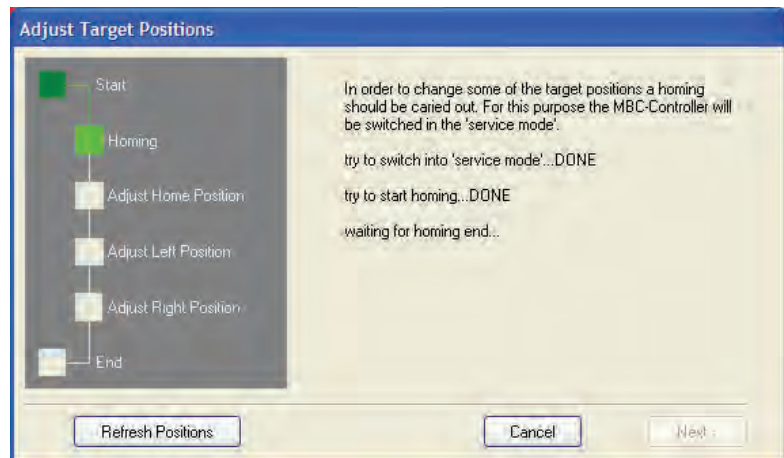 Adjust Target Positions
Start
Homing
Adjust Home Position
Adjust Left Position
Adjust Right Position
End
In order to change some of the target positions a homing
should be caried out. For this purpose the MBC-Controller will
be switched in the 'service mode'.
try to switch into 'service mode'...DONE
try to start homing...DONE
waiting for homing end...
Refresh Positions
Cancel
Next >